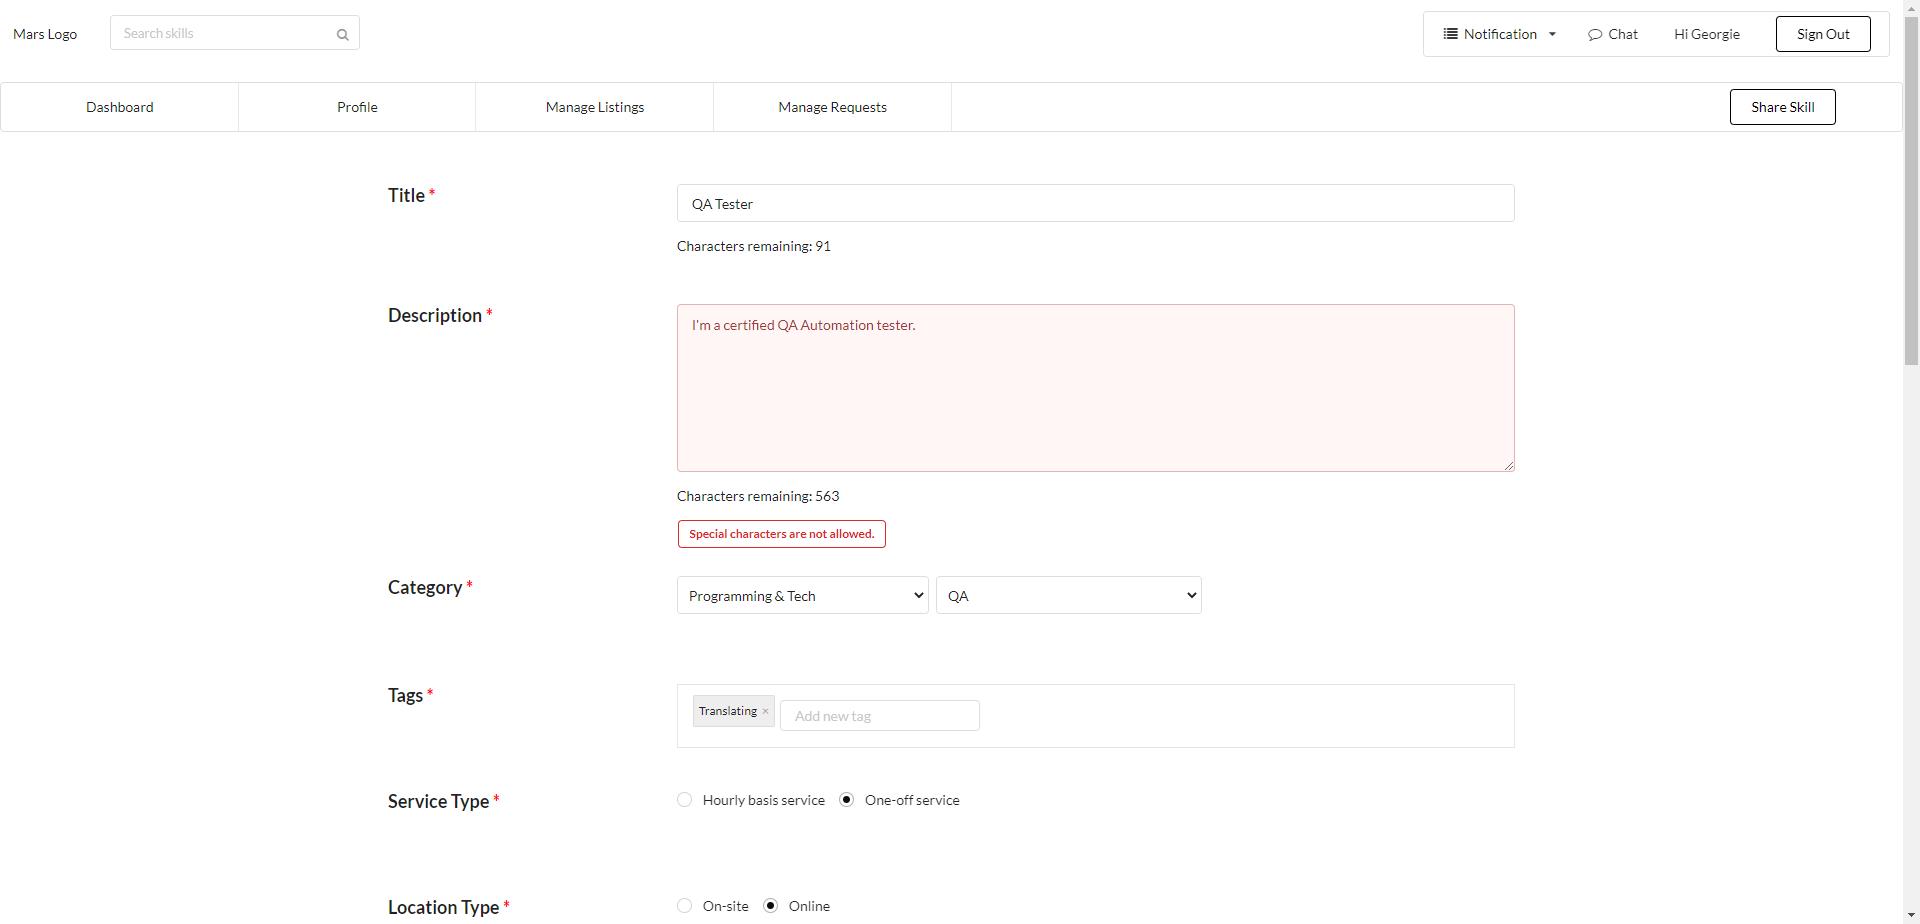 Mars Logo
Search skills
Notification
Chat
Hi Georgie
Sign Out
Dashboard
Profile
Manage Listings
Manage Requests
Share Skill
Title *
QA Tester
Characters remaining: 91
Description *
I'm a certified QA Automation tester.
Characters remaining: 563
Special characters are not allowed.
Category *
Programming & Tech
QA
Tags *
Translating ×
Add new tag
Service Type *
Hourly basis service
One-off service
Location Type *
On-site
Online